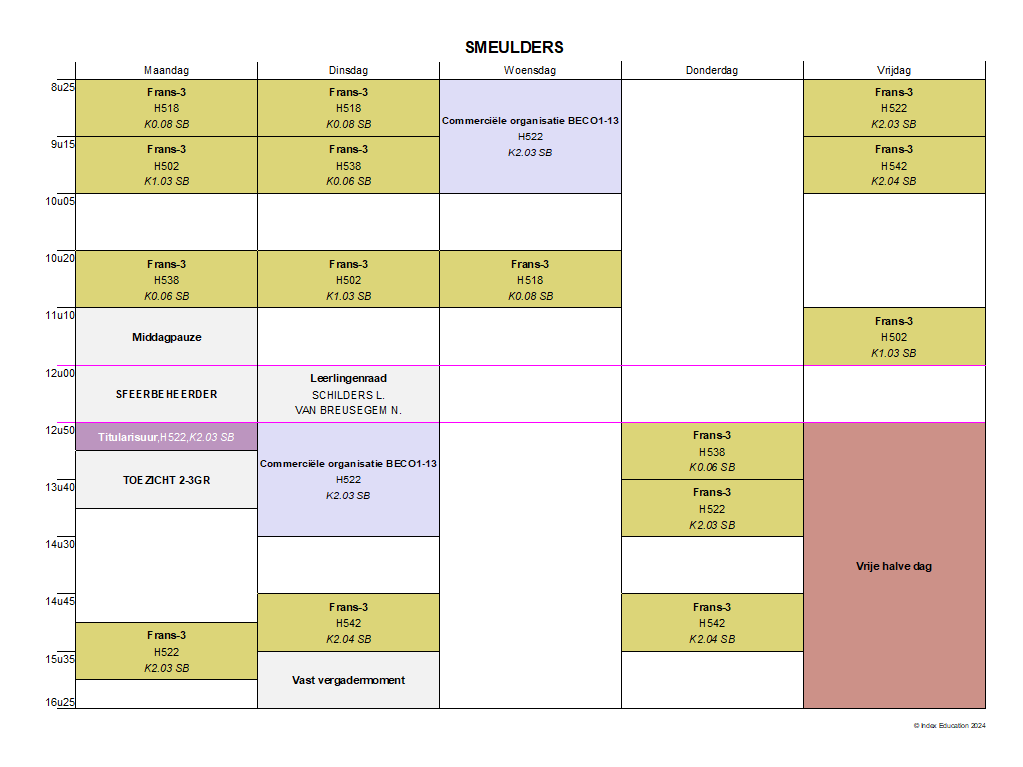 SMEULDERS
Maandag
Dinsdag
Woensdag
Donderdag
Vrijdag
8u25
Frans-3
H518
K0.08 SB
Frans-3
H518
K0.08 SB
Commerciële organisatie BECO1-13
H522
K2.03 SB
Frans-3
H522
K2.03 SB
9u15
Frans-3
H502
K1.03 SB
Frans-3
H538
K0.06 SB
Frans-3
H542
K2.04 SB
10u05
10u20
Frans-3
H538
K0.06 SB
Frans-3
H502
K1.03 SB
Frans-3
H518
K0.08 SB
11u10
Middagpauze
Frans-3
H502
K1.03 SB
12u00
SFEERBEHEERDER
Leerlingenraad
SCHILDERS L.
VAN BREUSEGEM N.
12u50
Titularisuur,H522,K2.03 SB
Commerciële organisatie BECO1-13
H522
K2.03 SB
Frans-3
H538
K0.06 SB
TOEZICHT 2-3GR
13u40
Frans-3
H522
K2.03 SB
14u30
Vrije halve dag
14u45
Frans-3
H542
K2.04 SB
Frans-3
H542
K2.04 SB
Frans-3
H522
K2.03 SB
15u35
Vast vergadermoment
16u25
© Index Education 2024